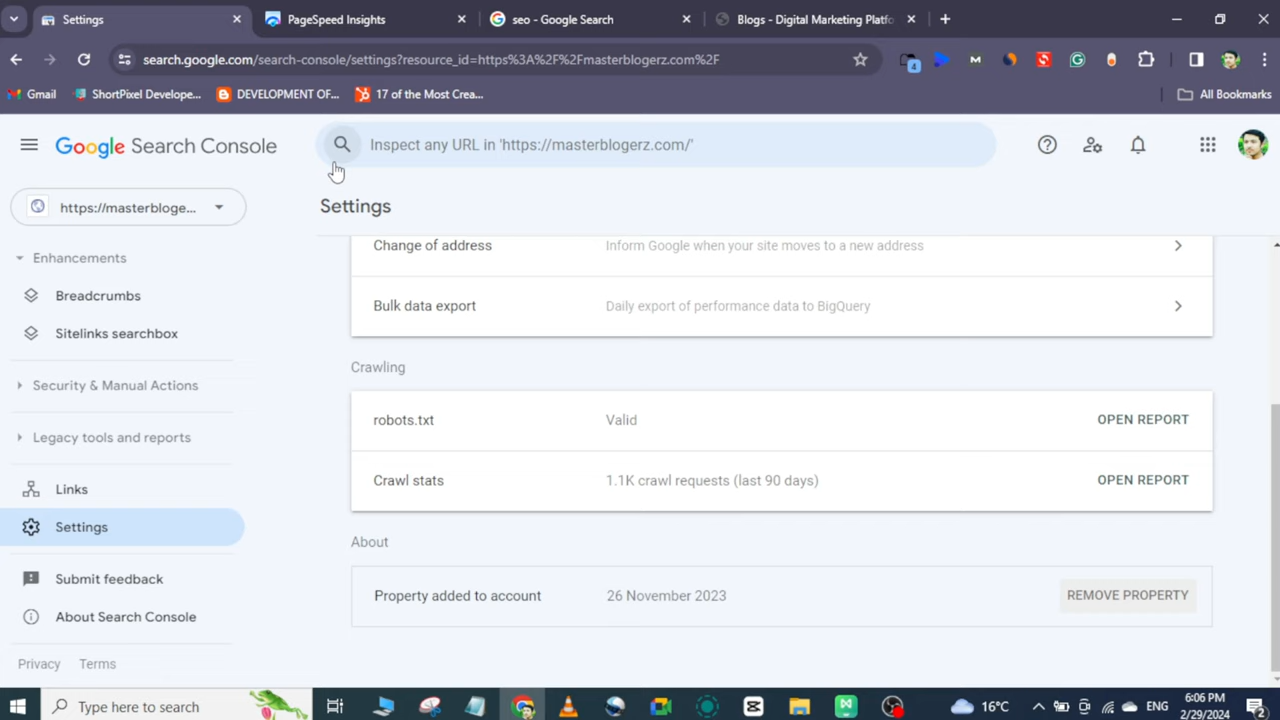 Settings
PageSpeed Insights
seo - Google Search
Blogs - Digital Marketing Platfo
search.google.com/search-console/settings?resource_id=https%3A%2F%2Fmasterblogerz.com%2F
4
Gmail
ShortPixel Develope...
DEVELOPMENT OF...
17 of the Most Crea...
All Bookmarks
Google Search Console
Inspect any URL in 'https://masterblogerz.com/'
https://masterbloge...
Settings
Enhancements
Breadcrumbs
Sitelinks searchbox
Security & Manual Actions
Legacy tools and reports
Links
Settings
Submit feedback
About Search Console
Privacy Terms
Change of address Inform Google when your site moves to a new address
Bulk data export Daily export of performance data to BigQuery
Crawling
robots.txt Valid OPEN REPORT
Crawl stats 1.1K crawl requests (last 90 days) OPEN REPORT
About
Property added to account 26 November 2023 REMOVE PROPERTY
Type here to search
16°C
ENG
6:06 PM
2/29/2024
2